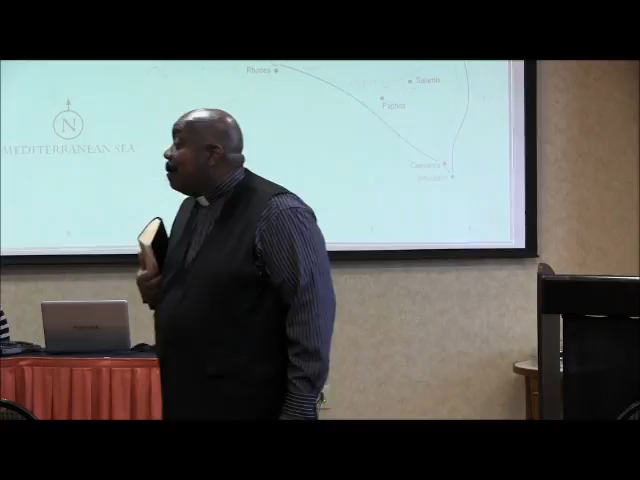 Rhodes
Salamis
Paphos
N
MEDITERRANEAN SEA
Caesarea